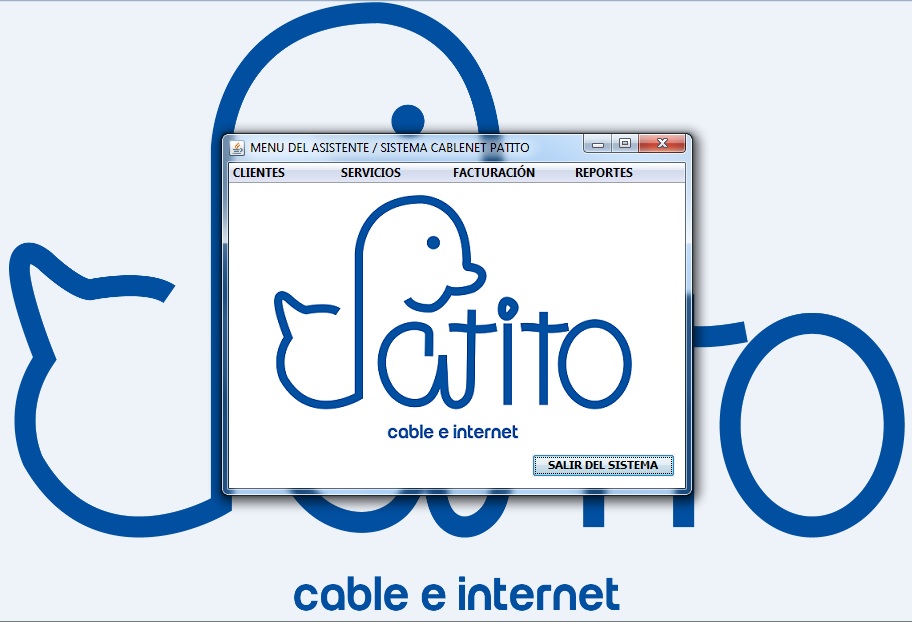 MENU DEL ASISTENTE / SISTEMA CABLENET PATITO
CLIENTES SERVICIOS FACTURACIÓN REPORTES
Patito
cable e internet
SALIR DEL SISTEMA
cable e internet